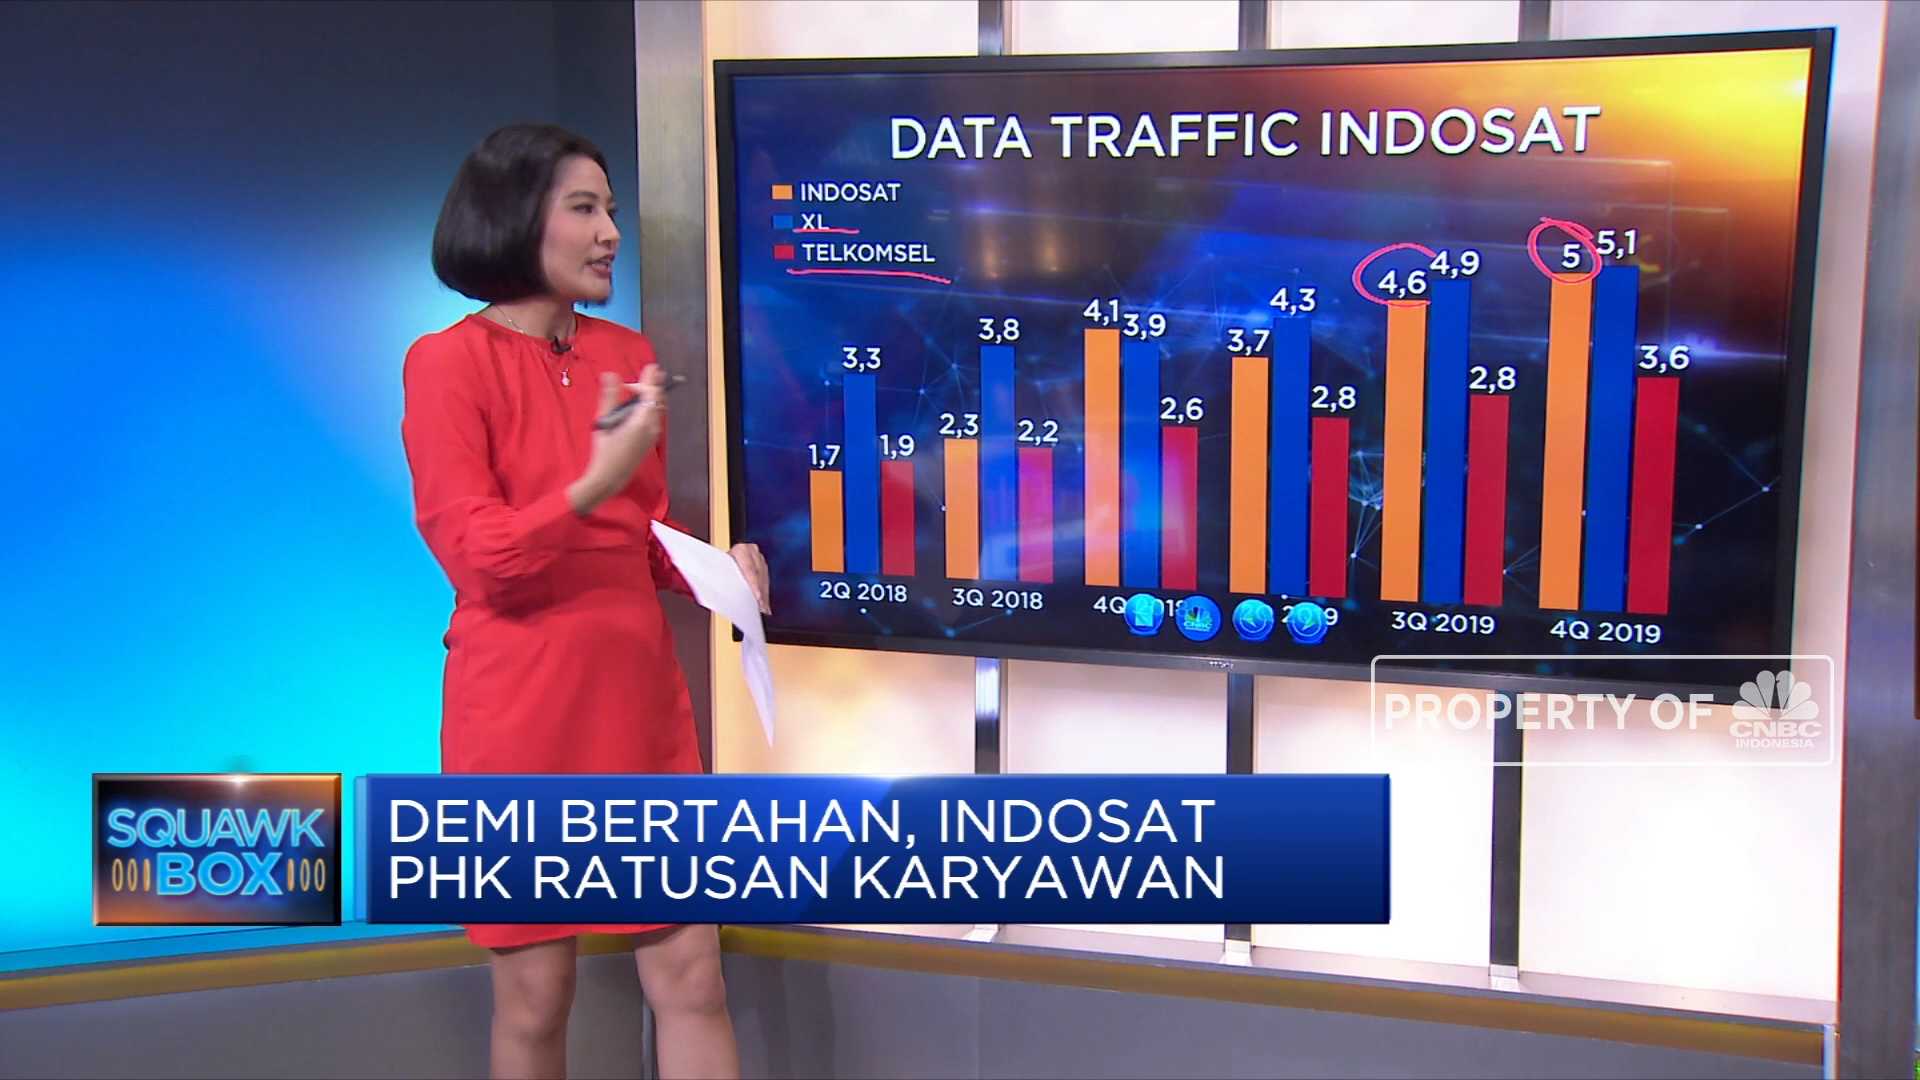 DATA TRAFFIC INDOSAT
INDOSAT
XL
TELKOMSEL
1,7 3,3 1,9
2,3 3,8 2,2
4,1 3,9 2,6
3,7 4,3 2,8
4,6 4,9 2,8
5 5,1 3,6
2Q 2018 3Q 2018 4Q 3Q 2019 4Q 2019
PROPERTY OF
CNBC
INDONESIA
SQUAWK
BOX
DEMI BERTAHAN, INDOSAT
PHK RATUSAN KARYAWAN